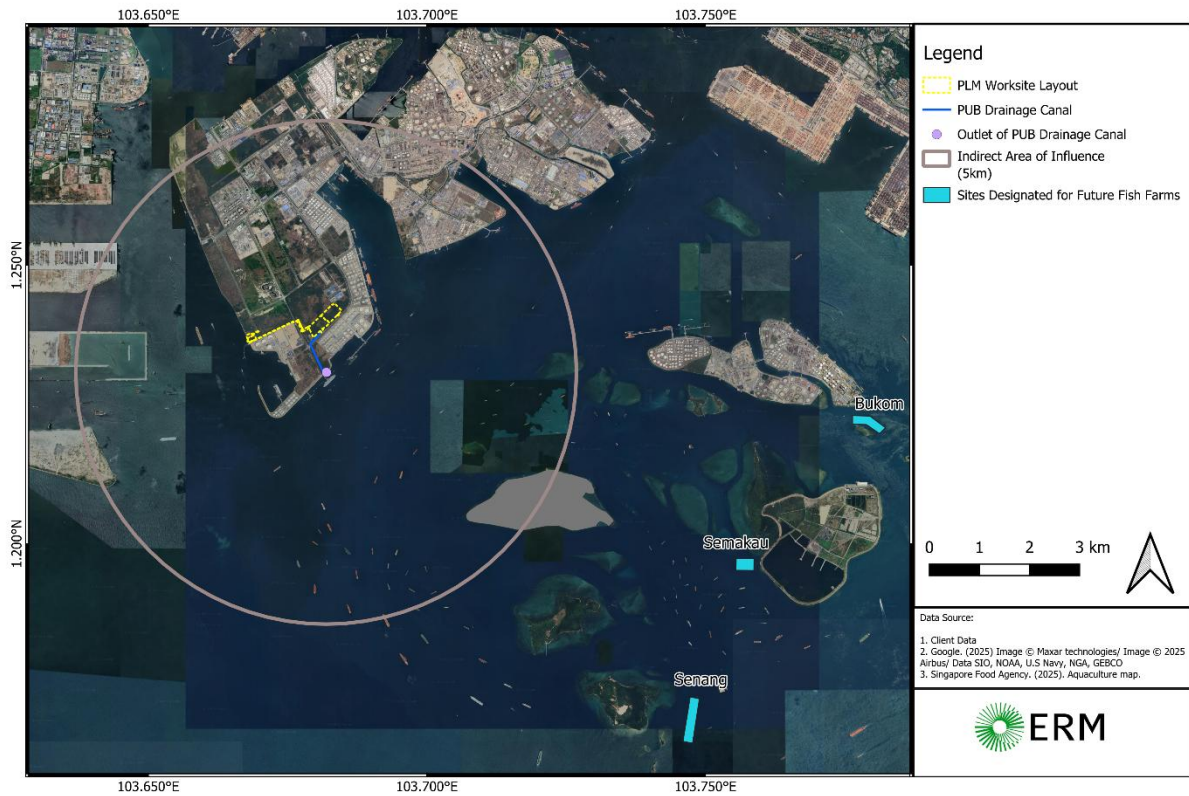 103.650°E
103.700°E
103.750°E
1.250°N
1.200°N
Bukom
Semakau
Senang
103.650°E
103.700°E
103.750°E
Legend
PLM Worksite Layout
PUB Drainage Canal
Outlet of PUB Drainage Canal
Indirect Area of Influence
(5km)
Sites Designated for Future Fish Farms
0 1 2 3 km
Data Source:
1. Client Data
2. Google. (2025) Image © Maxar technologies/ Image © 2025
Airbus/ Data SIO, NOAA, U.S Navy, NGA, GEBCO
3. Singapore Food Agency. (2025). Aquaculture map.
ERM